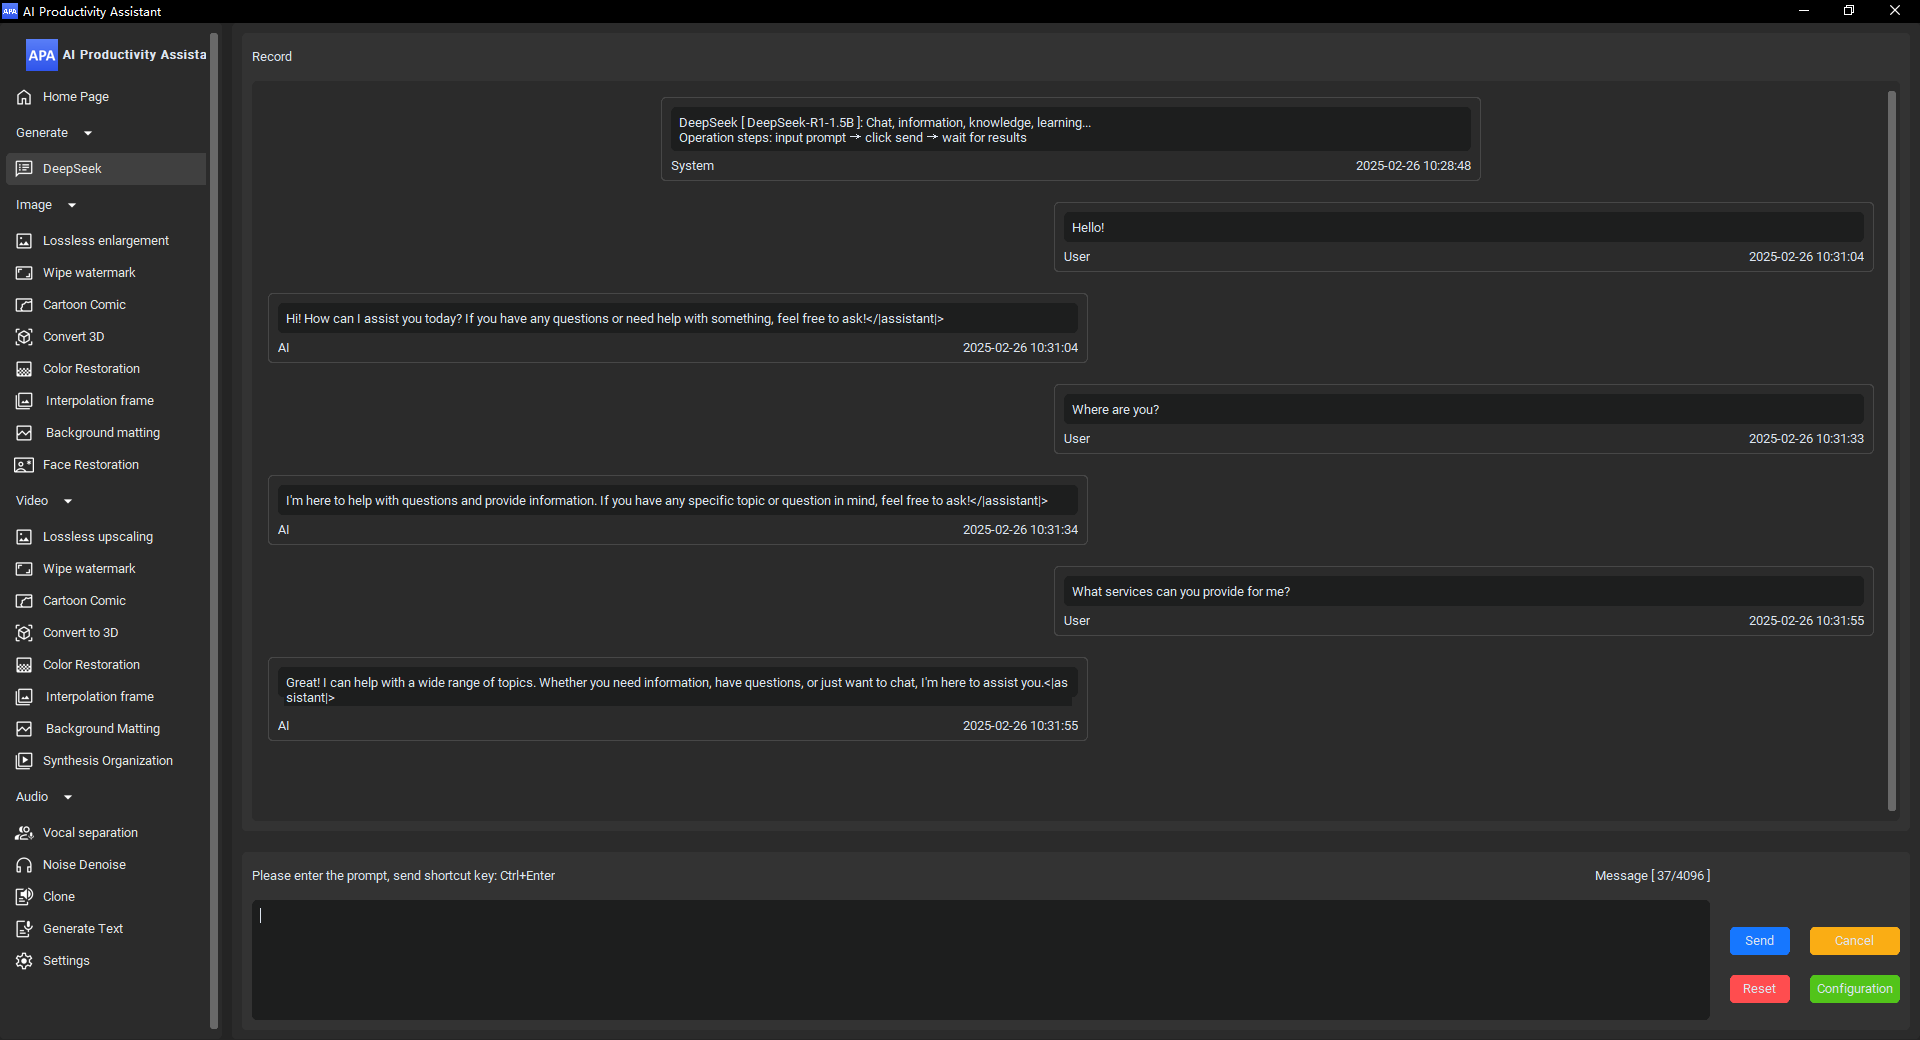 AI Productivity Assistant
APA AI Productivity Assista
Home Page
Generate
DeepSeek
Image
Lossless enlargement
Wipe watermark
Cartoon Comic
Convert 3D
Color Restoration
Interpolation frame
Background matting
Face Restoration
Video
Lossless upscaling
Wipe watermark
Cartoon Comic
Convert to 3D
Color Restoration
Interpolation frame
Background Matting
Synthesis Organization
Audio
Vocal separation
Noise Denoise
Clone
Generate Text
Settings
Record
DeepSeek [ DeepSeek-R1-1.5B ]: Chat, information, knowledge, learning...
Operation steps: input prompt → click send → wait for results
System 2025-02-26 10:28:48
Hello!
User 2025-02-26 10:31:04
Hi! How can I assist you today? If you have any questions or need help with something, feel free to ask!</|assistant|>
AI 2025-02-26 10:31:04
Where are you?
User 2025-02-26 10:31:33
I'm here to help with questions and provide information. If you have any specific topic or question in mind, feel free to ask!</|assistant|>
AI 2025-02-26 10:31:34
What services can you provide for me?
User 2025-02-26 10:31:55
Great! I can help with a wide range of topics. Whether you need information, have questions, or just want to chat, I'm here to assist you.<|as
sistant|>
AI 2025-02-26 10:31:55
Please enter the prompt, send shortcut key: Ctrl+Enter
Message [ 37/4096 ]
Send
Cancel
Reset
Configuration